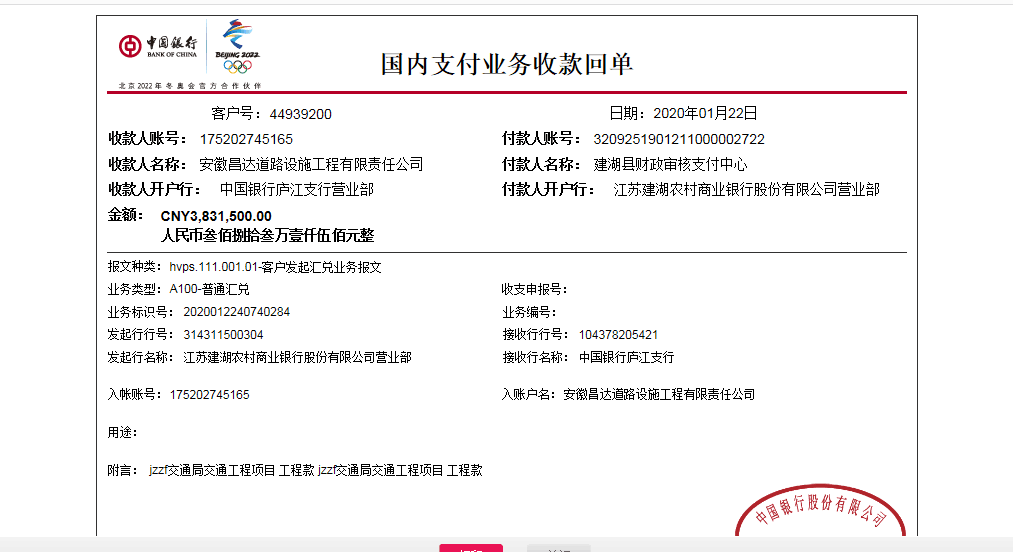 中国银行 BEIJING 2022
BANK OF CHINA
北京2022年冬奥会官方合作伙伴
国内支付业务收款回单
客户号：44939200 日期：2020年01月22日
收款人账号：175202745165 付款人账号：3209251901211000002722
收款人名称：安徽昌达道路设施工程有限责任公司 付款人名称：建湖县财政审核支付中心
收款人开户行：中国银行庐江支行营业部 付款人开户行：江苏建湖农村商业银行股份有限公司营业部
金额：CNY3,831,500.00
人民币叁佰捌拾叁万壹仟伍佰元整
报文种类：hvps.111.001.01-客户发起汇兑业务报文
业务类型：A100-普通汇兑 收支申报号：
业务标识号：2020012240740284 业务编号：
发起行行号：314311500304 接收行行号：104378205421
发起行名称：江苏建湖农村商业银行股份有限公司营业部 接收行名称：中国银行庐江支行
入帐账号：175202745165 入账户名：安徽昌达道路设施工程有限责任公司
用途：
附言：jzzf交通局交通工程项目 工程款 jzzf交通局交通工程项目 工程款
中国银行股份有限公司